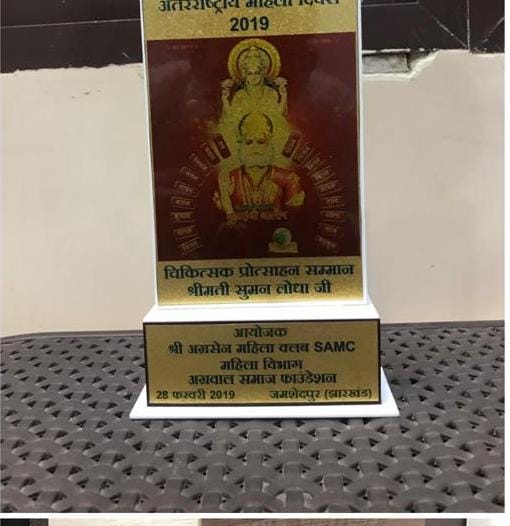 अंतरराष्ट्रीय महिला दिवस
2019
चिकित्सक प्रोत्साहन सम्मान
श्रीमती सुमन लोधा जी
आयोजक
श्री अग्रसेन महिला क्लब SAMC
महिला विभाग
अग्रवाल समाज फाउंडेशन
28 फरवरी 2019 जमशेदपुर (झारखंड)